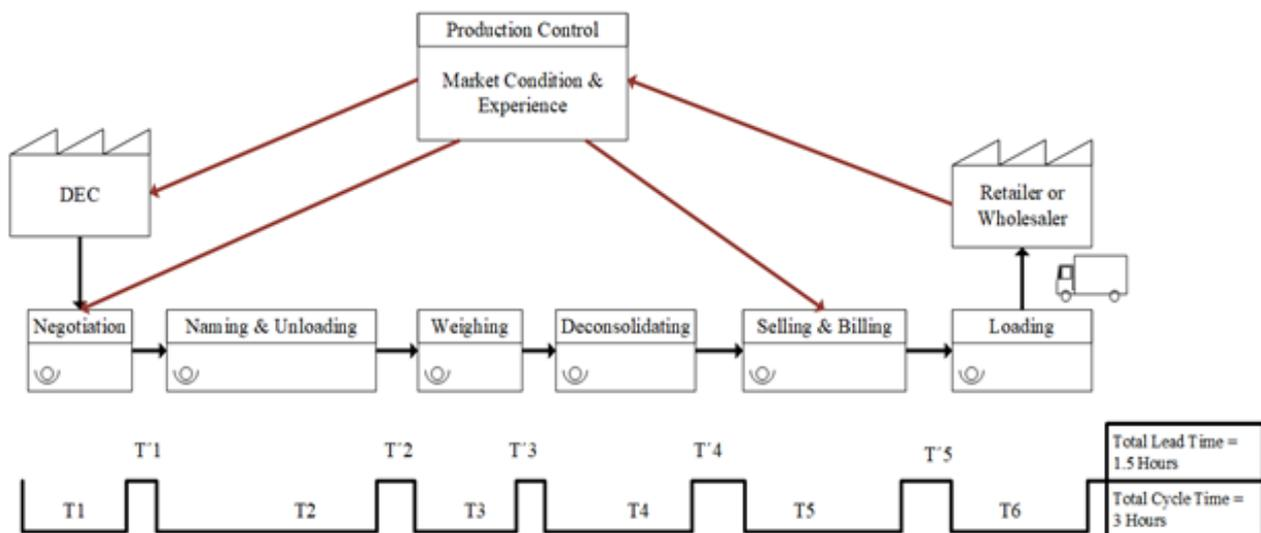 Production Control
Market Condition &
Experience
DEC
Retailer or
Wholesaler
Negotiation
Naming & Unloading
Weighing
Deconsolidating
Selling & Billing
Loading
T´1
T´2
T´3
T´4
T´5
T1
T2
T3
T4
T5
T6
Total Lead Time =
1.5 Hours
Total Cycle Time =
3 Hours